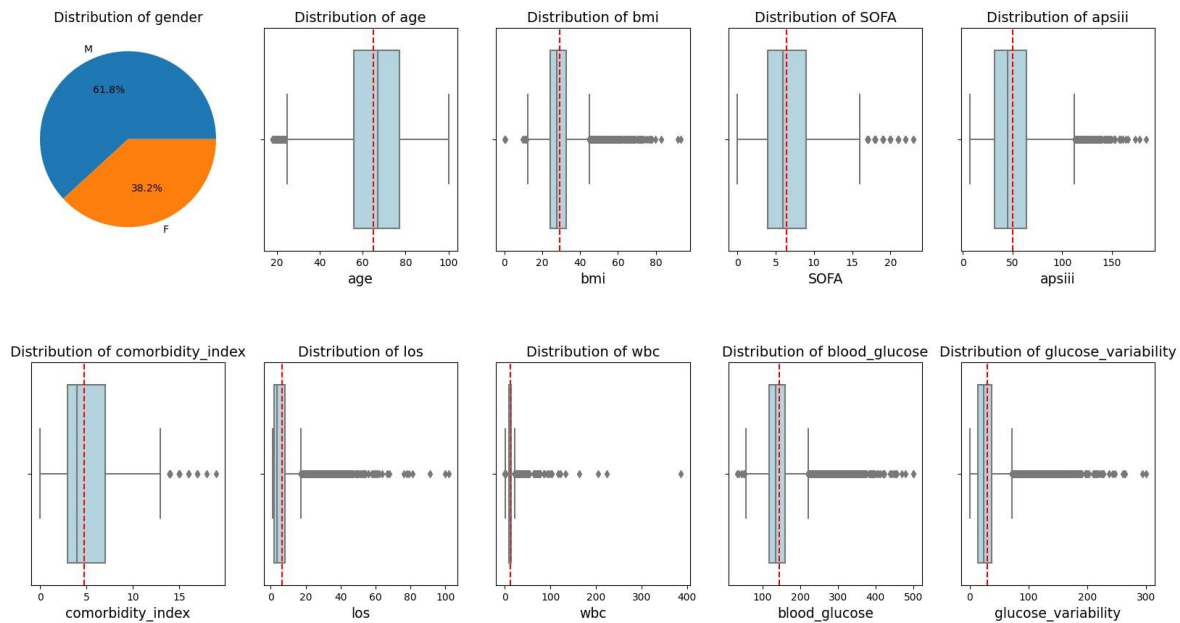 Distribution of gender
M
61.8%
38.2%
F
Distribution of age
20 40 60 80 100
age
Distribution of bmi
0 20 40 60 80
bmi
Distribution of SOFA
0 5 10 15 20
SOFA
Distribution of apsiii
0 50 100 150
apsiii
Distribution of comorbidity_index
0 5 10 15
comorbidity_index
Distribution of los
0 20 40 60 80 100
los
Distribution of wbc
0 100 200 300 400
wbc
Distribution of blood_glucose
100 200 300 400 500
blood_glucose
Distribution of glucose_variability
0 100 200 300
glucose_variability